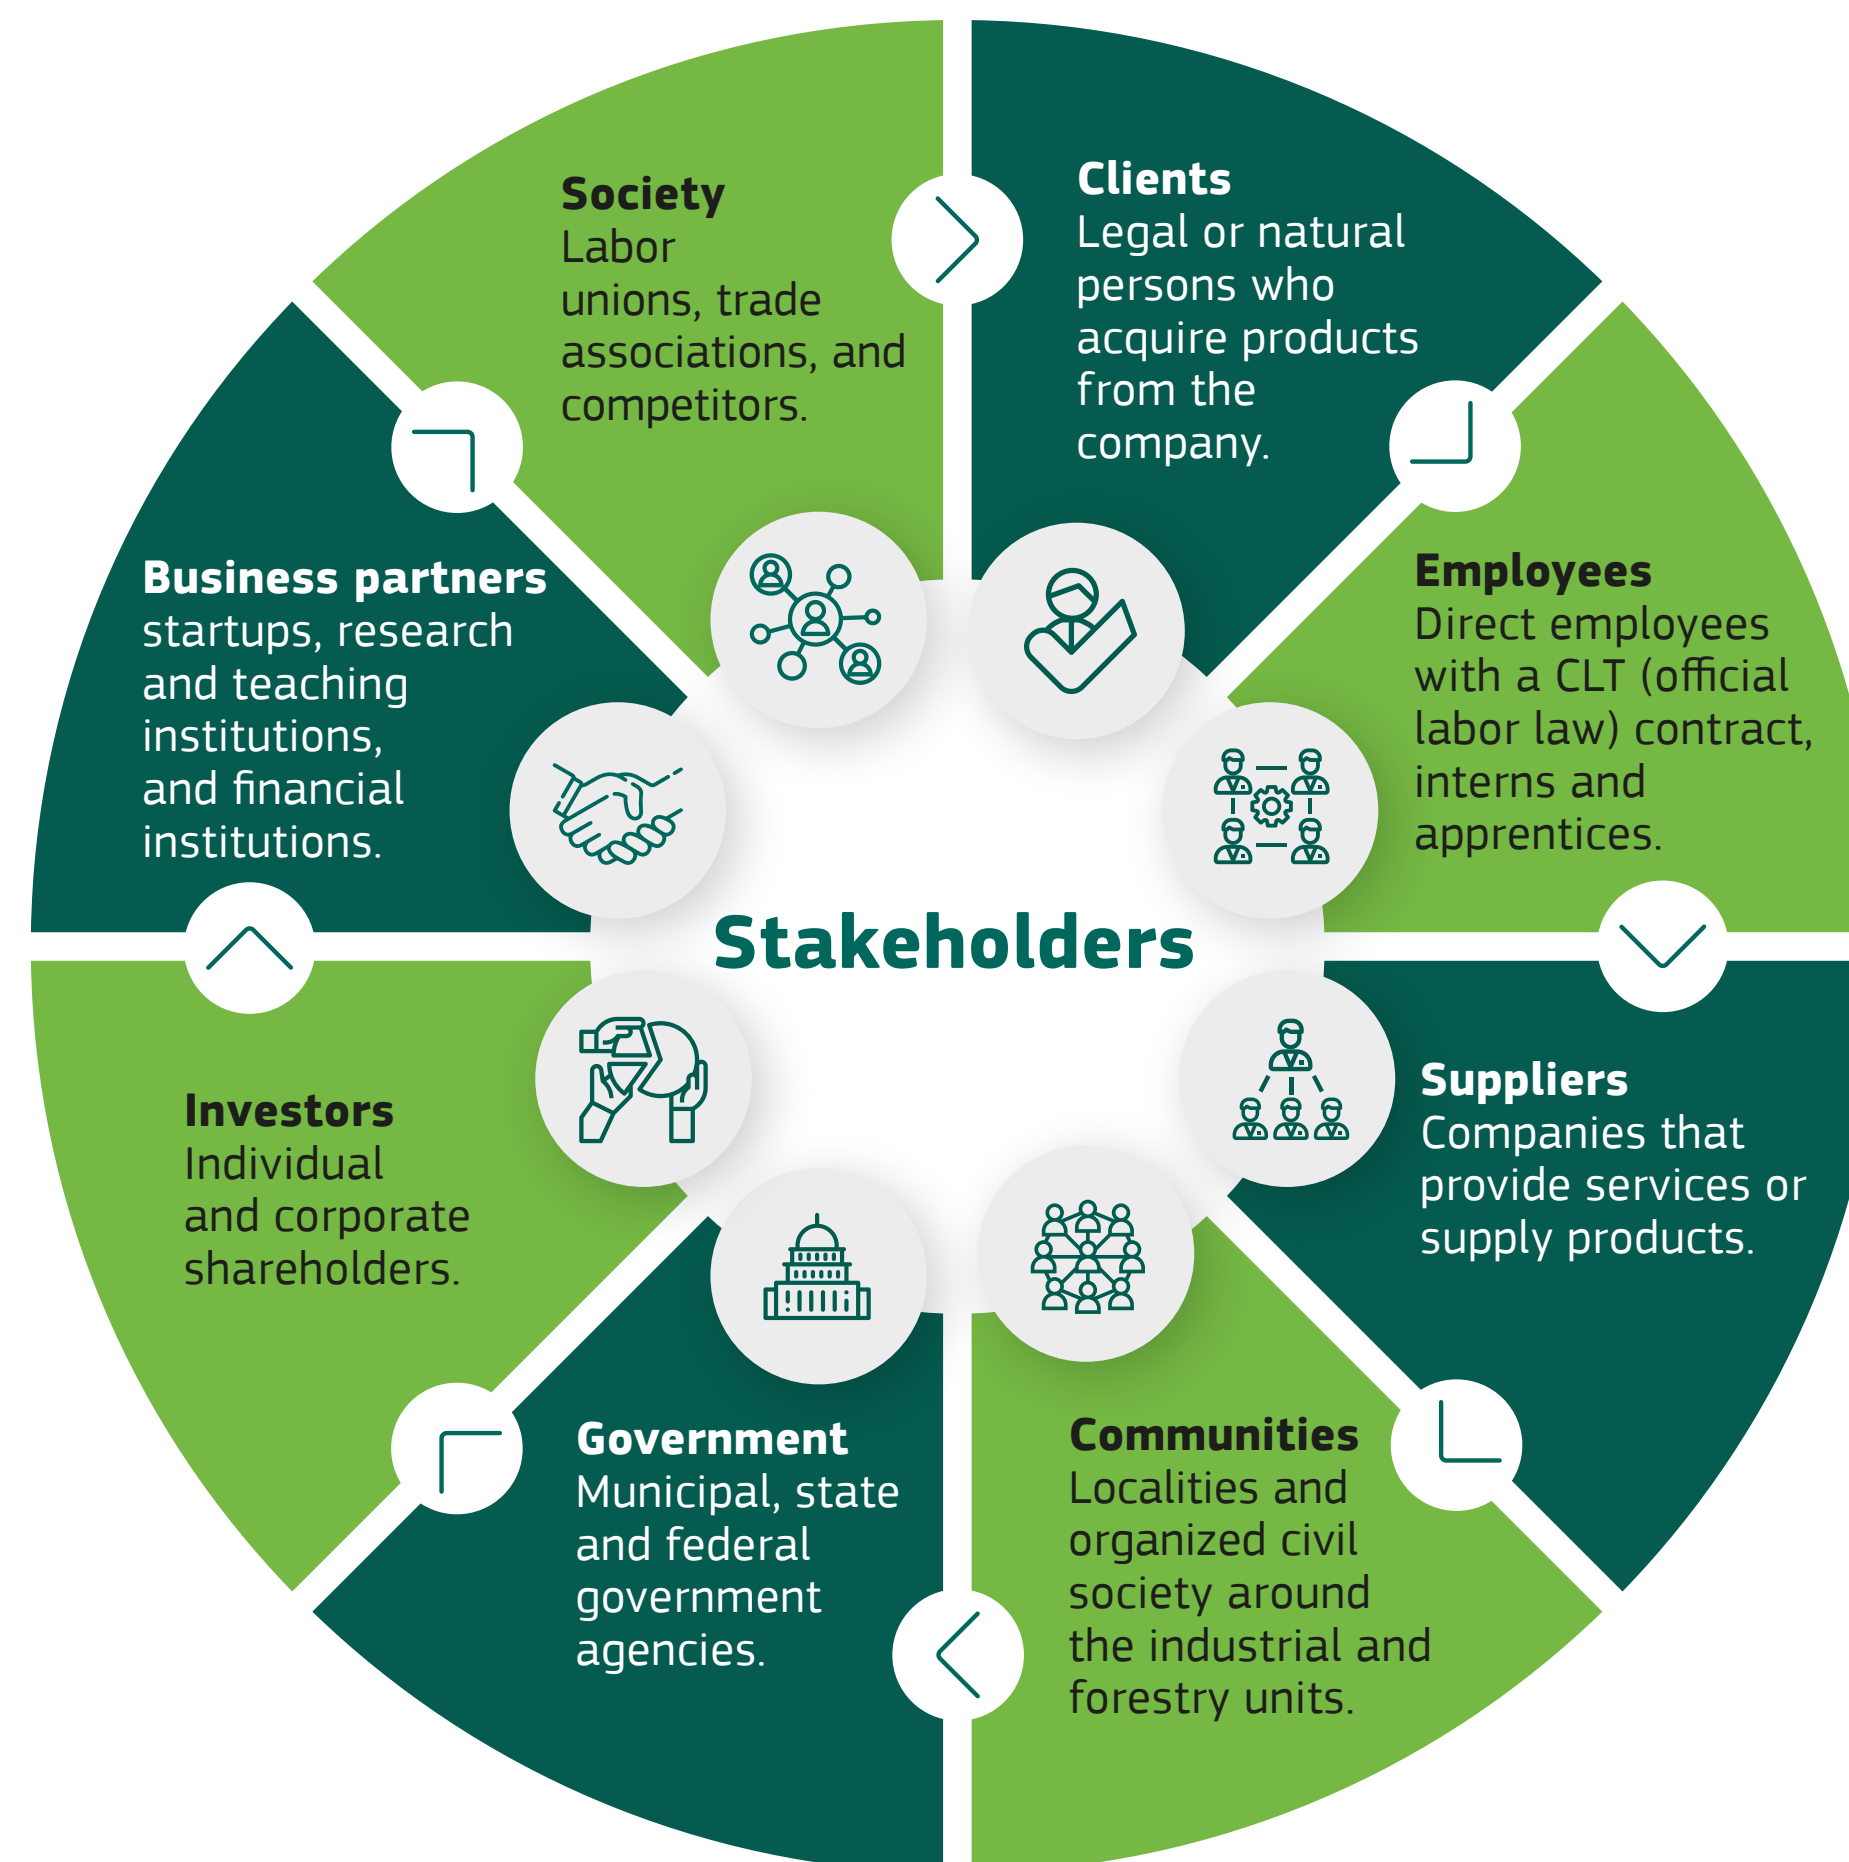 Society
Labor
unions, trade
associations, and
competitors.
Clients
Legal or natural
persons who
acquire products
from the
company.
Employees
Direct employees
with a CLT (official
labor law) contract,
interns and
apprentices.
Suppliers
Companies that
provide services or
supply products.
Communities
Localities and
organized civil
society around
the industrial and
forestry units.
Government
Municipal, state
and federal
government
agencies.
Investors
Individual
and corporate
shareholders.
Business partners
startups, research
and teaching
institutions,
and financial
institutions.
Stakeholders